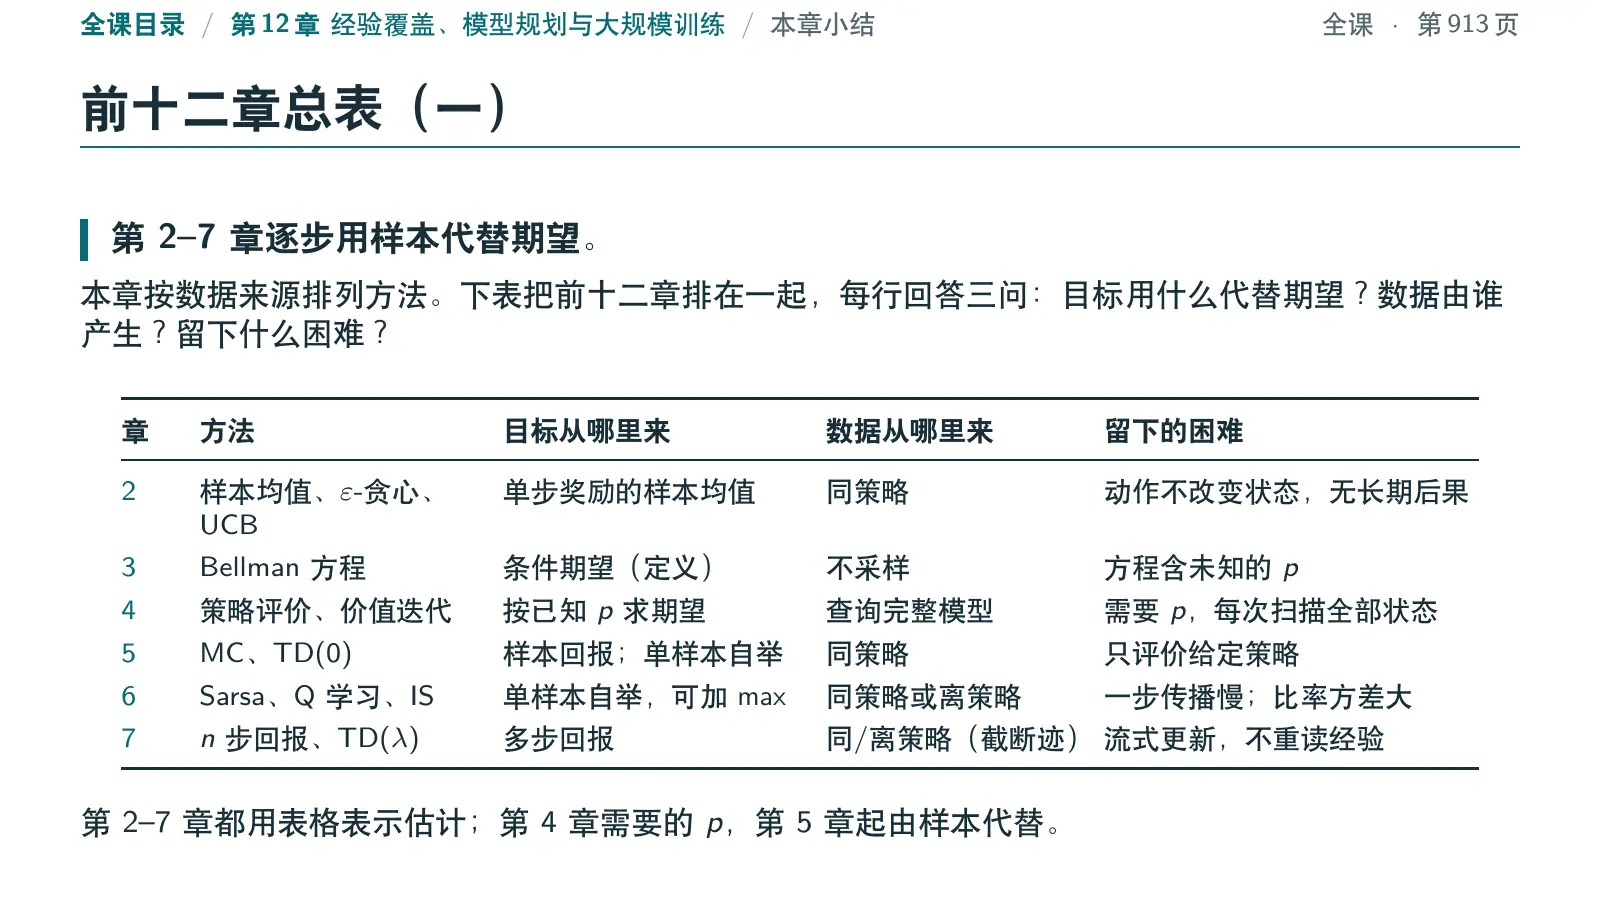 全课目录 / 第 12 章 经验覆盖、模型规划与大规模训练 / 本章小结 全课 · 第 913 页
前十二章总表（一）
第 2–7 章逐步用样本代替期望。
本章按数据来源排列方法。下表把前十二章排在一起，每行回答三问：目标用什么代替期望？数据由谁
产生？留下什么困难？
章 方法 目标从哪里来 数据从哪里来 留下的困难
2 样本均值、ε-贪心、 单步奖励的样本均值 同策略 动作不改变状态，无长期后果
UCB
3 Bellman 方程 条件期望（定义） 不采样 方程含未知的 p
4 策略评价、价值迭代 按已知 p 求期望 查询完整模型 需要 p，每次扫描全部状态
5 MC、TD(0) 样本回报；单样本自举 同策略 只评价给定策略
6 Sarsa、Q 学习、IS 单样本自举，可加 max 同策略或离策略 一步传播慢；比率方差大
7 n 步回报、TD(λ) 多步回报 同/离策略（截断迹） 流式更新，不重读经验
第 2–7 章都用表格表示估计；第 4 章需要的 p，第 5 章起由样本代替。